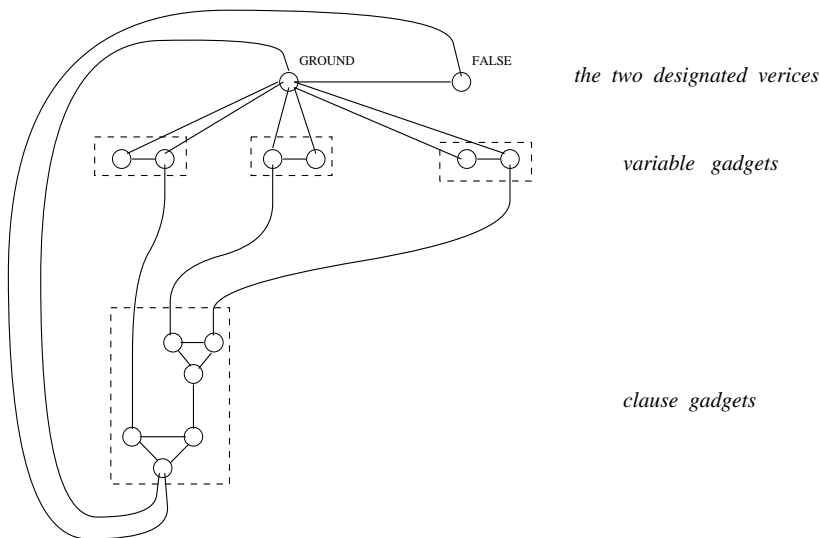 GROUND
FALSE
the two designated verices
variable gadgets
clause gadgets